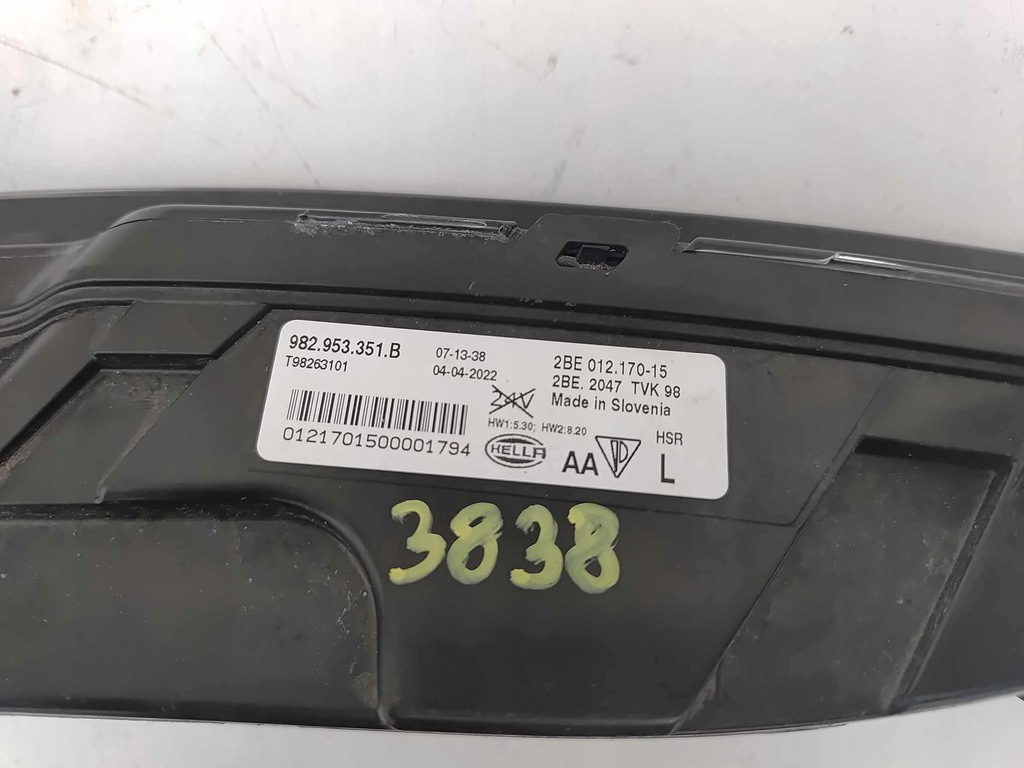 982.953.351.B
T98263101
07-13-38
04-04-2022
2BE 012.170-15
2BE. 2047 TVK 98
Made in Slovenia
24V
HW1:5.30; HW2:8.20
0121701500001794
HELLA
AA
HSR
L
3838